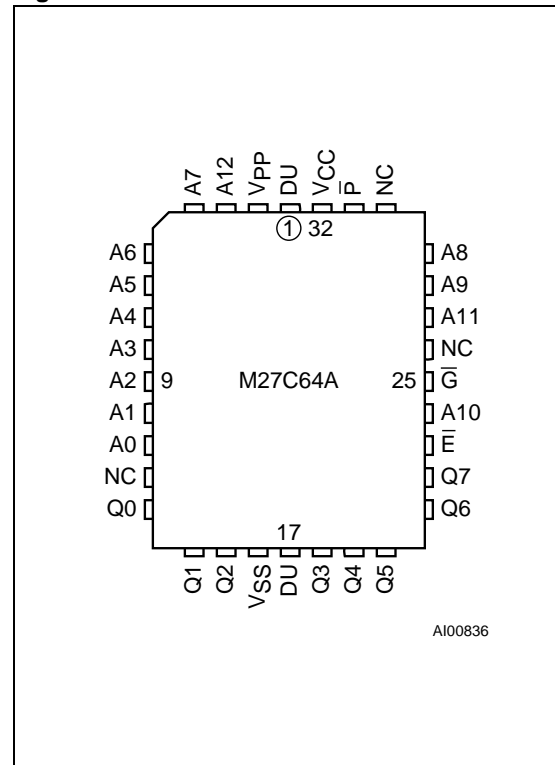 A7 A12 VPP DU VCC P̅ NC
① 32
A6 A8
A5 A9
A4 A11
A3 NC
A2 9 M27C64A 25 G̅
A1 A10
A0 E̅
NC Q7
Q0 Q6
17
Q1 Q2 VSS DU Q3 Q4 Q5
AI00836